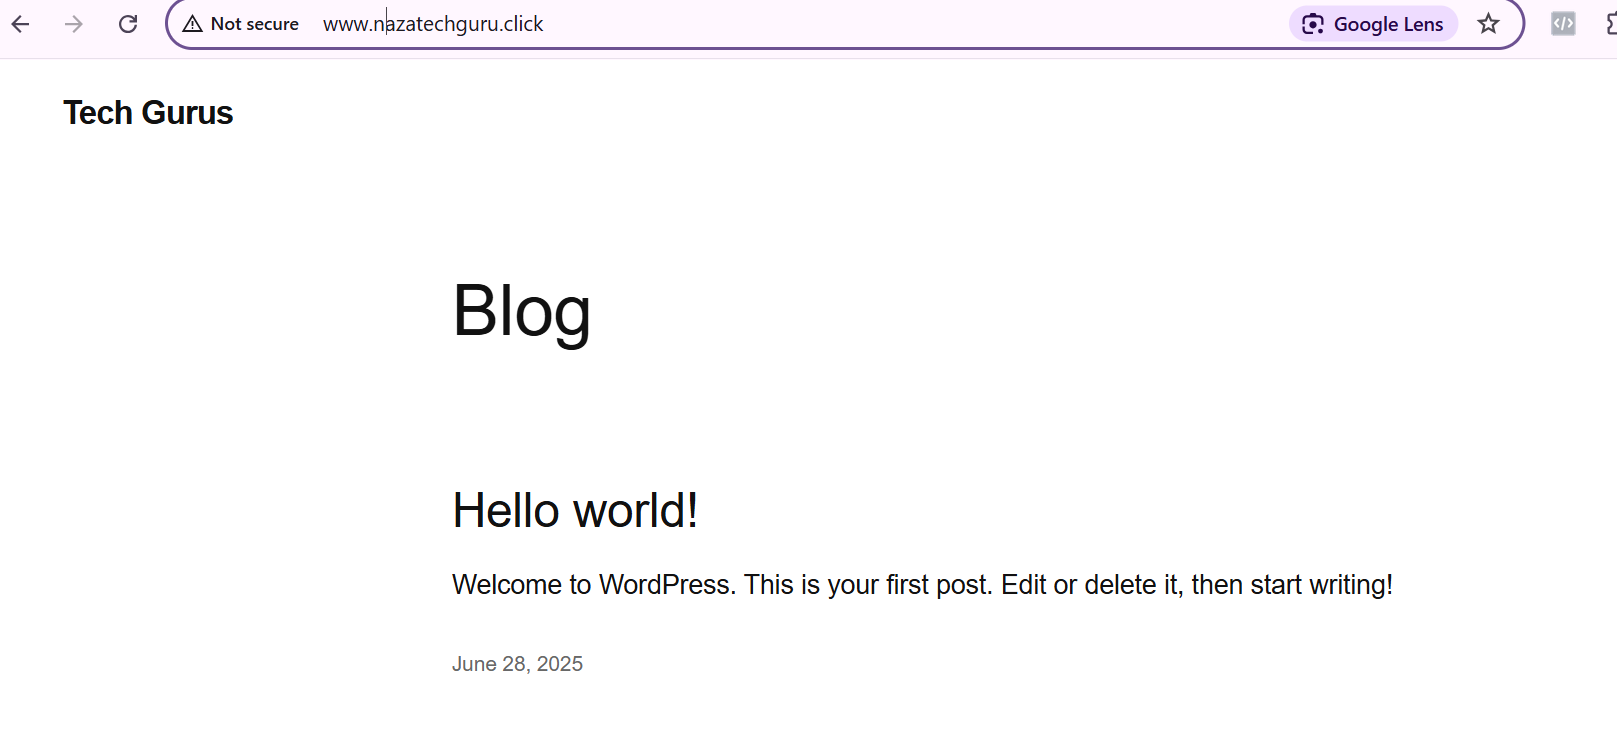 Not secure www.nazatechguru.click Google Lens
Tech Gurus
Blog
Hello world!
Welcome to WordPress. This is your first post. Edit or delete it, then start writing!
June 28, 2025